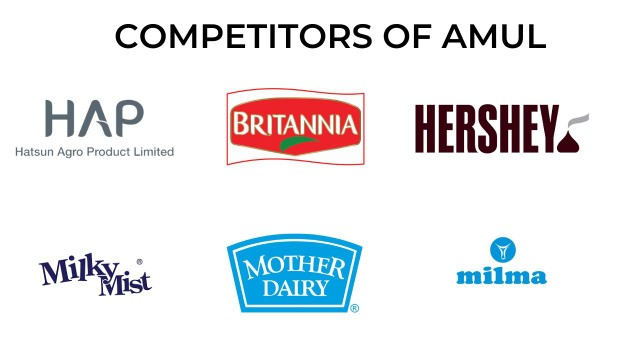 COMPETITORS OF AMUL
HAP
Hatsun Agro Product Limited
BRITANNIA
HERSHEY
Milky
Mist
®
MOTHER
DAIRY
®
milma